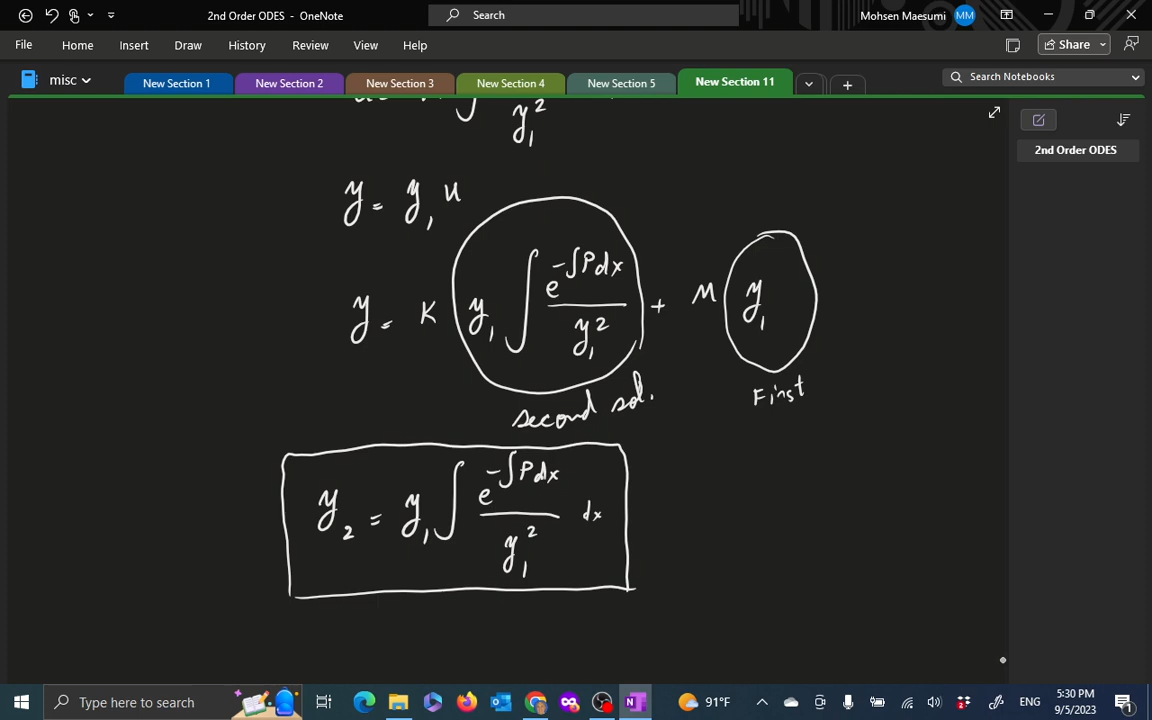 2nd Order ODES - OneNote
Search
Mohsen Maesumi MM
File Home Insert Draw History Review View Help
Share
misc
New Section 1 New Section 2 New Section 3 New Section 4 New Section 5 New Section 11
Search Notebooks
2nd Order ODES
y₁²
y = y₁ u
y = K y₁ ∫ e^(-∫Pdx) / y₁² + M y₁
second sol. First
y₂ = y₁ ∫ e^(-∫Pdx) / y₁² dx
Type here to search
91°F
ENG
5:30 PM
9/5/2023
1